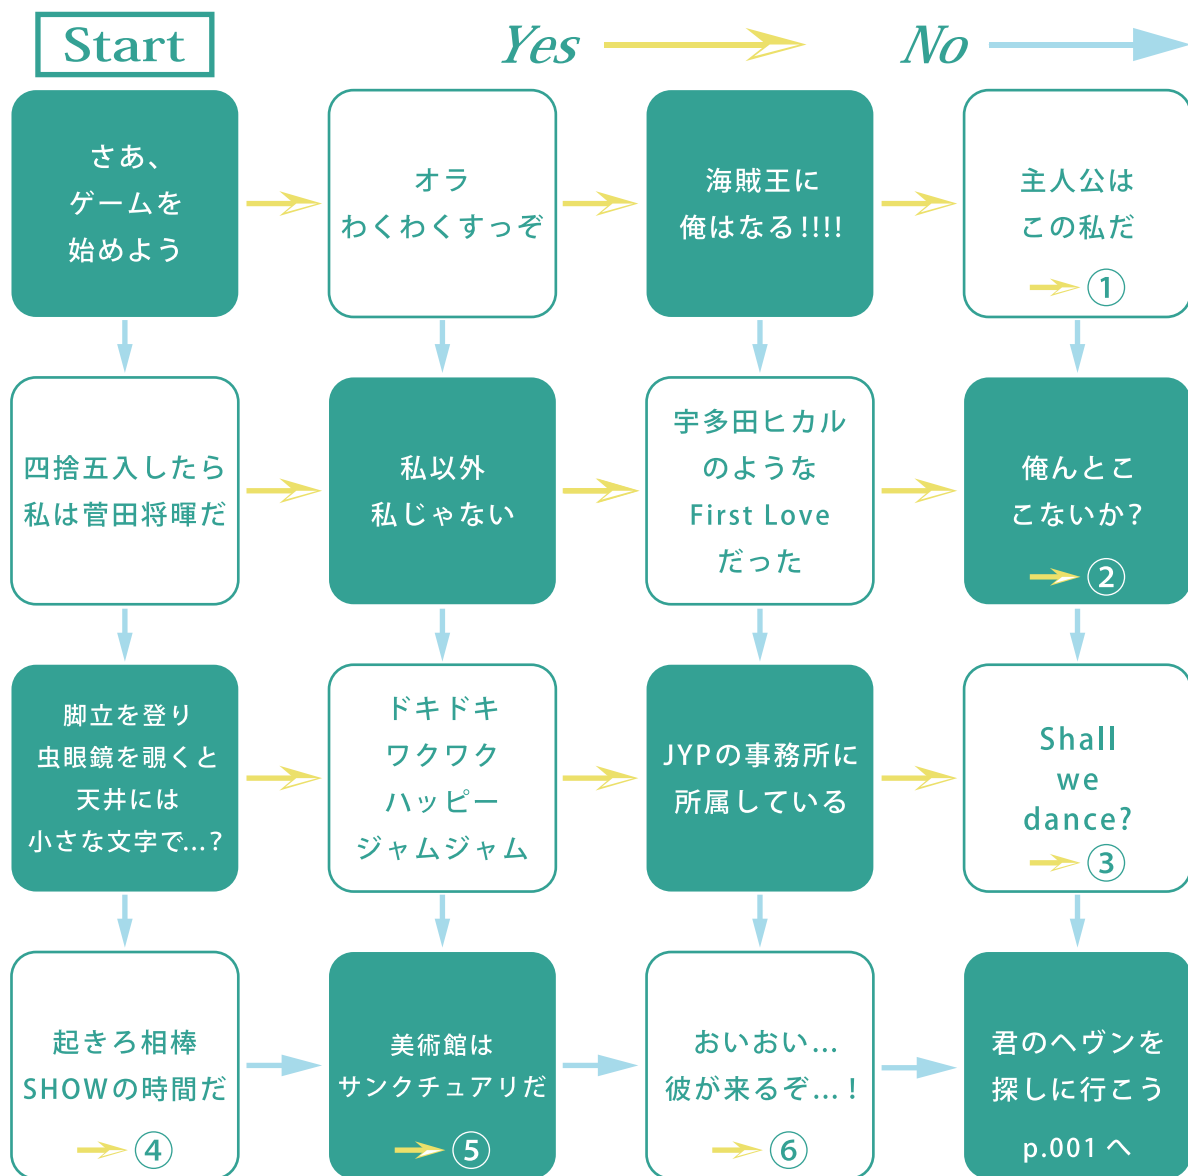 Start
Yes
No
さあ、
ゲームを
始めよう
オラ
わくわくすっぞ
海賊王に
俺はなる!!!!
主人公は
この私だ
①
四捨五入したら
私は菅田将暉だ
私以外
私じゃない
宇多田ヒカル
のような
First Love
だった
俺んとこ
こないか?
②
脚立を登り
虫眼鏡を覗くと
天井には
小さな文字で...?
ドキドキ
ワクワク
ハッピー
ジャムジャム
JYPの事務所に
所属している
Shall
we
dance?
③
起きろ相棒
SHOWの時間だ
④
美術館は
サンクチュアリだ
⑤
おいおい...
彼が来るぞ...!
⑥
君のヘヴンを
探しに行こう
p.001 へ